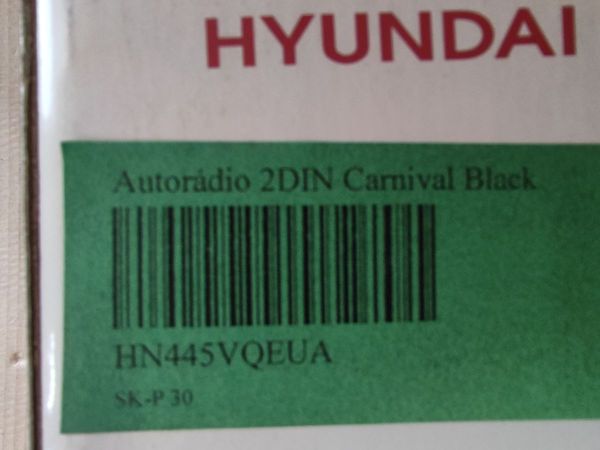 HYUNDAI
Autorádio 2DIN Carnival Black
HN445VQEUA
SK-P 30